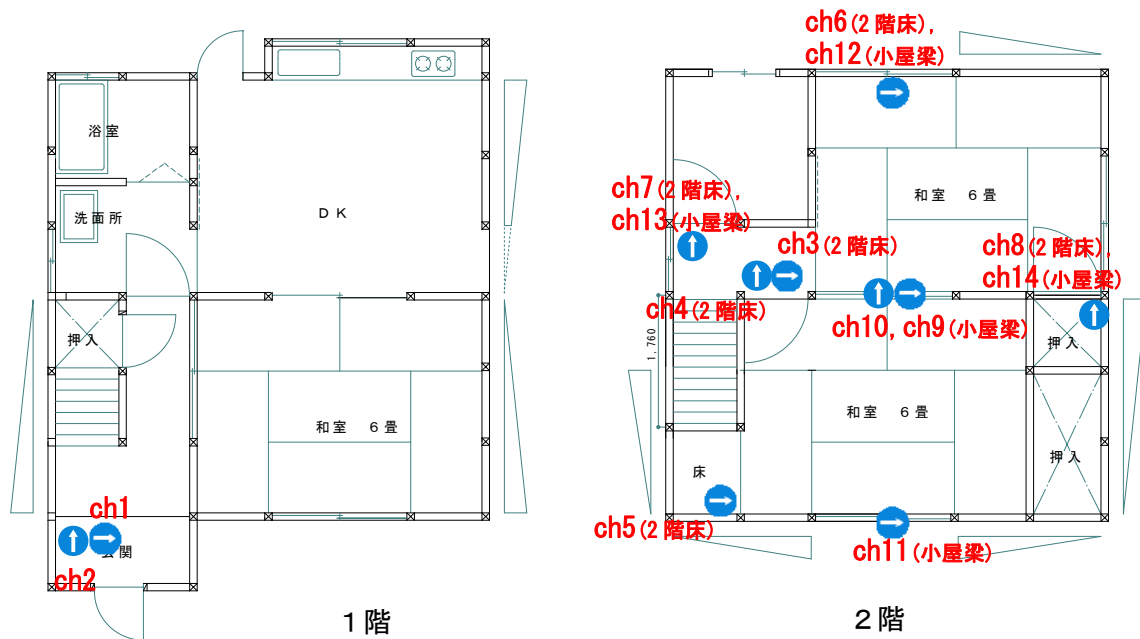 浴室
洗面所
DK
押入
和室 6畳
ch1
玄関
ch2
1階
ch6(2階床),
ch12(小屋梁)
和室 6畳
ch7(2階床),
ch13(小屋梁)
ch3(2階床)
ch8(2階床),
ch14(小屋梁)
ch4(2階床)
ch10, ch9(小屋梁)
1,760
押入
和室 6畳
押入
床
ch5(2階床)
ch11(小屋梁)
2階